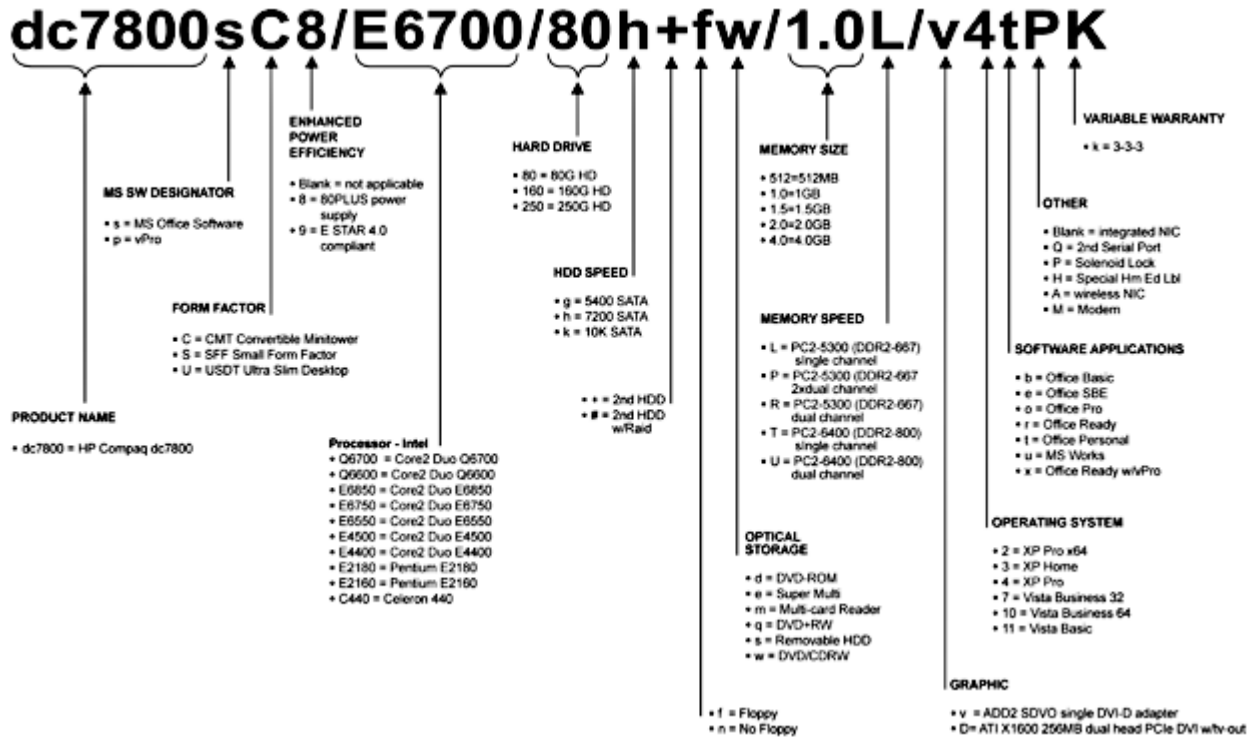 dc7800sC8/E6700/80h+fw/1.0L/v4tPK
VARIABLE WARRANTY
• k = 3-3-3
ENHANCED
POWER
EFFICIENCY
• Blank = not applicable
• 8 = 80PLUS power
supply
• 9 = E STAR 4.0
compliant
HARD DRIVE
• 80 = 80G HD
• 160 = 160G HD
• 250 = 250G HD
MEMORY SIZE
• 512=512MB
• 1.0=1GB
• 1.5=1.5GB
• 2.0=2.0GB
• 4.0=4.0GB
MS SW DESIGNATOR
• s = MS Office Software
• p = vPro
OTHER
• Blank = integrated NIC
• Q = 2nd Serial Port
• P = Solenoid Lock
• H = Special Hm Ed Lbl
• A = wireless NIC
• M = Modem
HDD SPEED
• g = 5400 SATA
• h = 7200 SATA
• k = 10K SATA
FORM FACTOR
• C = CMT Convertible Minitower
• S = SFF Small Form Factor
• U = USDT Ultra Slim Desktop
MEMORY SPEED
• L = PC2-5300 (DDR2-667)
single channel
• P = PC2-5300 (DDR2-667
2xdual channel
• R = PC2-5300 (DDR2-667)
dual channel
• T = PC2-6400 (DDR2-800)
single channel
• U = PC2-6400 (DDR2-800)
dual channel
SOFTWARE APPLICATIONS
• b = Office Basic
• e = Office SBE
• o = Office Pro
• r = Office Ready
• t = Office Personal
• u = MS Works
• x = Office Ready w/vPro
• + = 2nd HDD
• # = 2nd HDD
w/Raid
PRODUCT NAME
• dc7800 = HP Compaq dc7800
Processor - Intel
• Q6700 = Core2 Duo Q6700
• Q6600 = Core2 Duo Q6600
• E6850 = Core2 Duo E6850
• E6750 = Core2 Duo E6750
• E6550 = Core2 Duo E6550
• E4500 = Core2 Duo E4500
• E4400 = Core2 Duo E4400
• E2180 = Pentium E2180
• E2160 = Pentium E2160
• C440 = Celeron 440
OPERATING SYSTEM
• 2 = XP Pro x64
• 3 = XP Home
• 4 = XP Pro
• 7 = Vista Business 32
• 10 = Vista Business 64
• 11 = Vista Basic
OPTICAL
STORAGE
• d = DVD-ROM
• e = Super Multi
• m = Multi-card Reader
• q = DVD+RW
• s = Removable HDD
• w = DVD/CDRW
GRAPHIC
• v = ADD2 SDVO single DVI-D adapter
• D= ATI X1600 256MB dual head PCIe DVI w/tv-out
• f = Floppy
• n = No Floppy